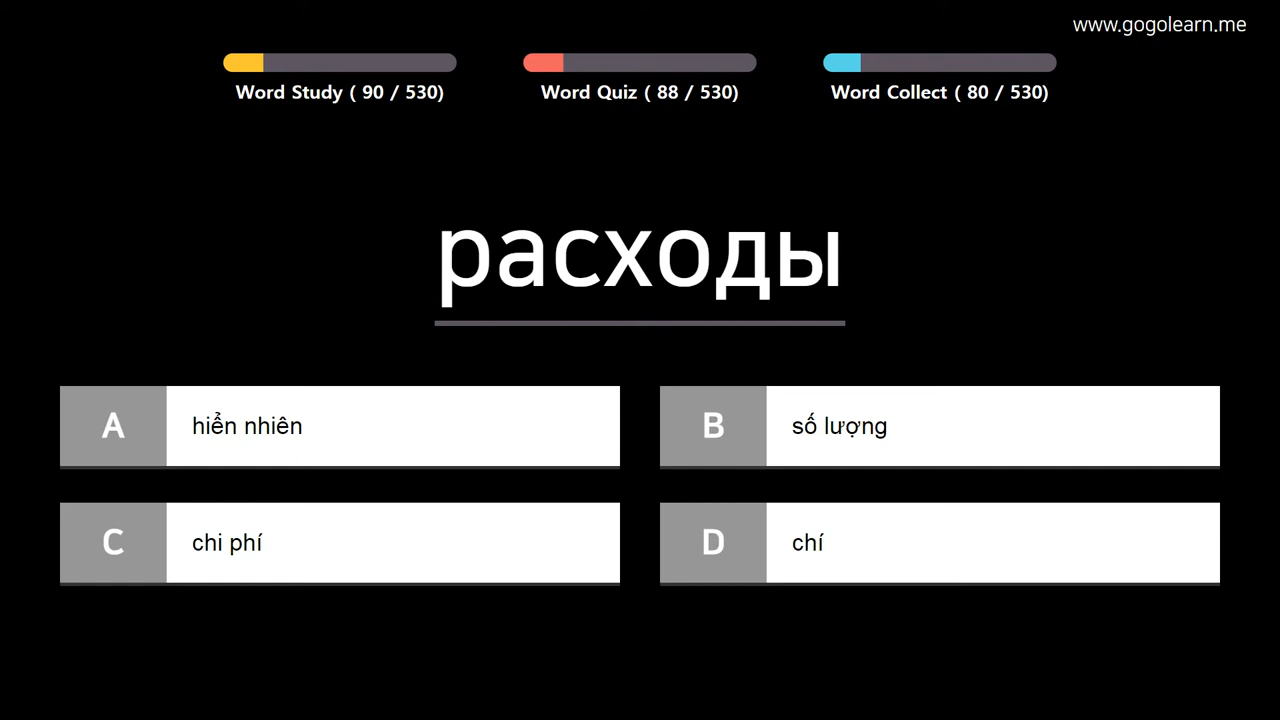 www.gogolearn.me
Word Study ( 90 / 530)
Word Quiz ( 88 / 530)
Word Collect ( 80 / 530)
расходы
A hiển nhiên
B số lượng
C chi phí
D chí